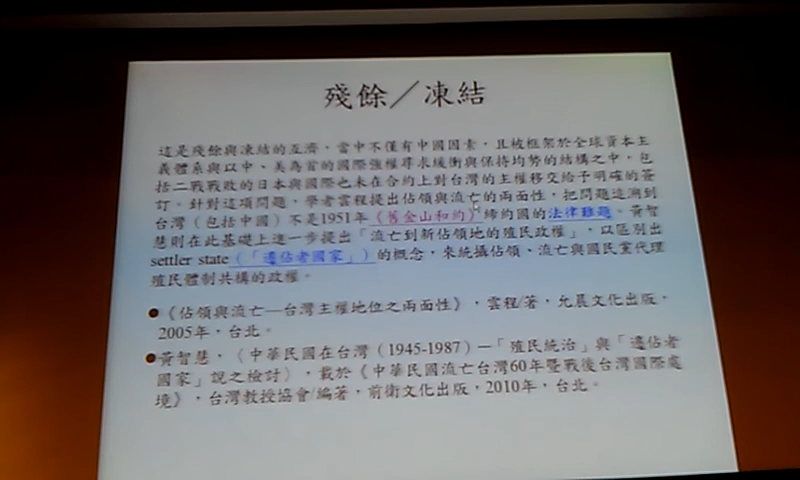 殘餘／凍結
這是殘餘與凍結的互濟，當中不僅有中國因素，且被框架於全球資本主
義體系與以中、美為首的國際強權尋求緩衝與保持均勢的結構之中，包
括二戰戰敗的日本與國際也未在合約上對台灣的主權移交給予明確的簽
訂。針對這項問題，學者雲程提出佔領與流亡的兩面性，把問題追溯到
台灣（包括中國）不是1951年《舊金山和約》締約國的法律難題。黃智
慧則在此基礎上進一步提出「流亡到新佔領地的殖民政權」，以區別出
settler state（「遷佔者國家」）的概念，來統攝佔領、流亡與國民黨代理
殖民體制共構的政權。
●《佔領與流亡—台灣主權地位之兩面性》，雲程/著，允晨文化出版，
2005年，台北。
●黃智慧，〈中華民國在台灣（1945-1987）—「殖民統治」與「遷佔者
國家」說之檢討〉，載於《中華民國流亡台灣60年暨戰後台灣國際處
境》，台灣教授協會/編著，前衛文化出版，2010年，台北。